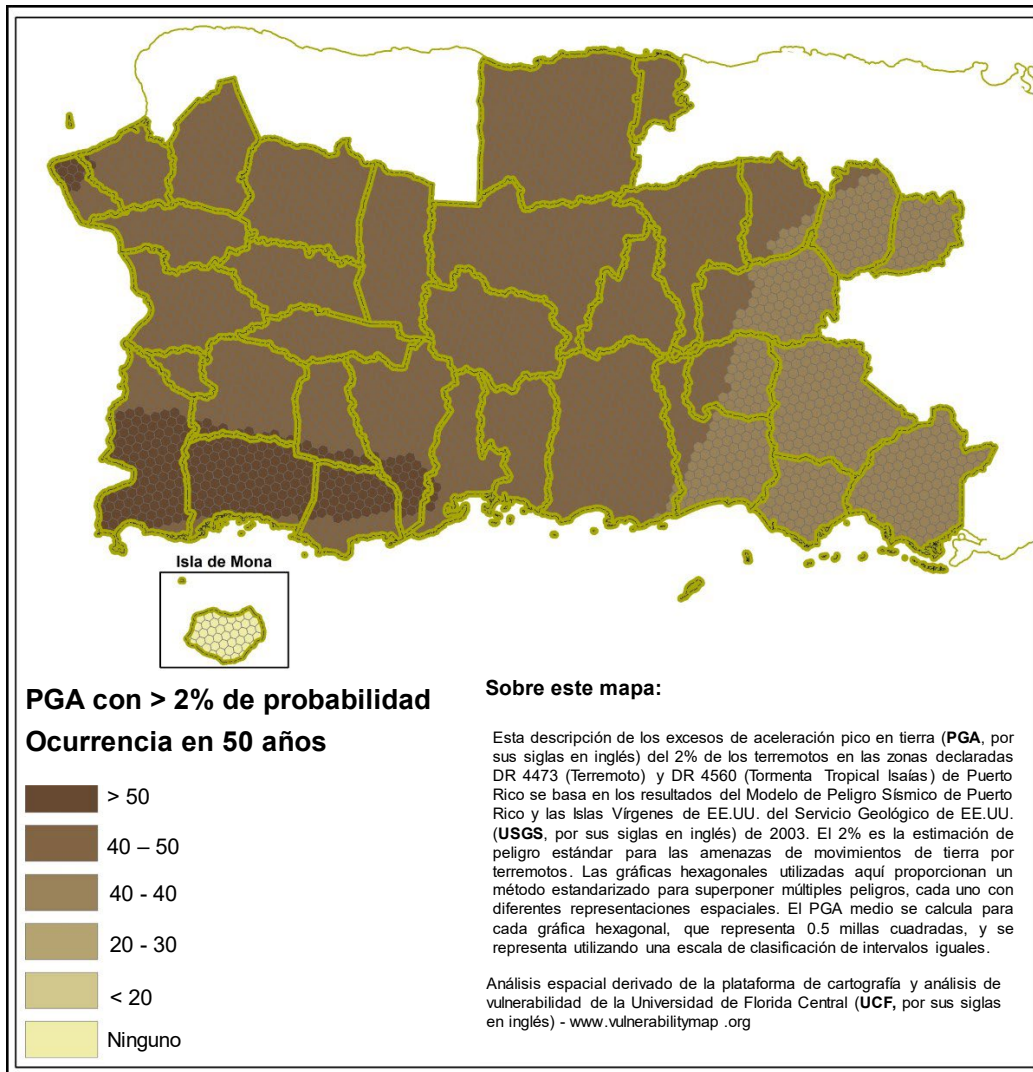 Isla de Mona
PGA con > 2% de probabilidad
Ocurrencia en 50 años
> 50
40 – 50
40 - 40
20 - 30
< 20
Ninguno
Sobre este mapa:
Esta descripción de los excesos de aceleración pico en tierra (PGA, por
sus siglas en inglés) del 2% de los terremotos en las zonas declaradas
DR 4473 (Terremoto) y DR 4560 (Tormenta Tropical Isaías) de Puerto
Rico se basa en los resultados del Modelo de Peligro Sísmico de Puerto
Rico y las Islas Vírgenes de EE.UU. del Servicio Geológico de EE.UU.
(USGS, por sus siglas en inglés) de 2003. El 2% es la estimación de
peligro estándar para las amenazas de movimientos de tierra por
terremotos. Las gráficas hexagonales utilizadas aquí proporcionan un
método estandarizado para superponer múltiples peligros, cada uno con
diferentes representaciones espaciales. El PGA medio se calcula para
cada gráfica hexagonal, que representa 0.5 millas cuadradas, y se
representa utilizando una escala de clasificación de intervalos iguales.
Análisis espacial derivado de la plataforma de cartografía y análisis de
vulnerabilidad de la Universidad de Florida Central (UCF, por sus siglas
en inglés) - www.vulnerabilitymap .org